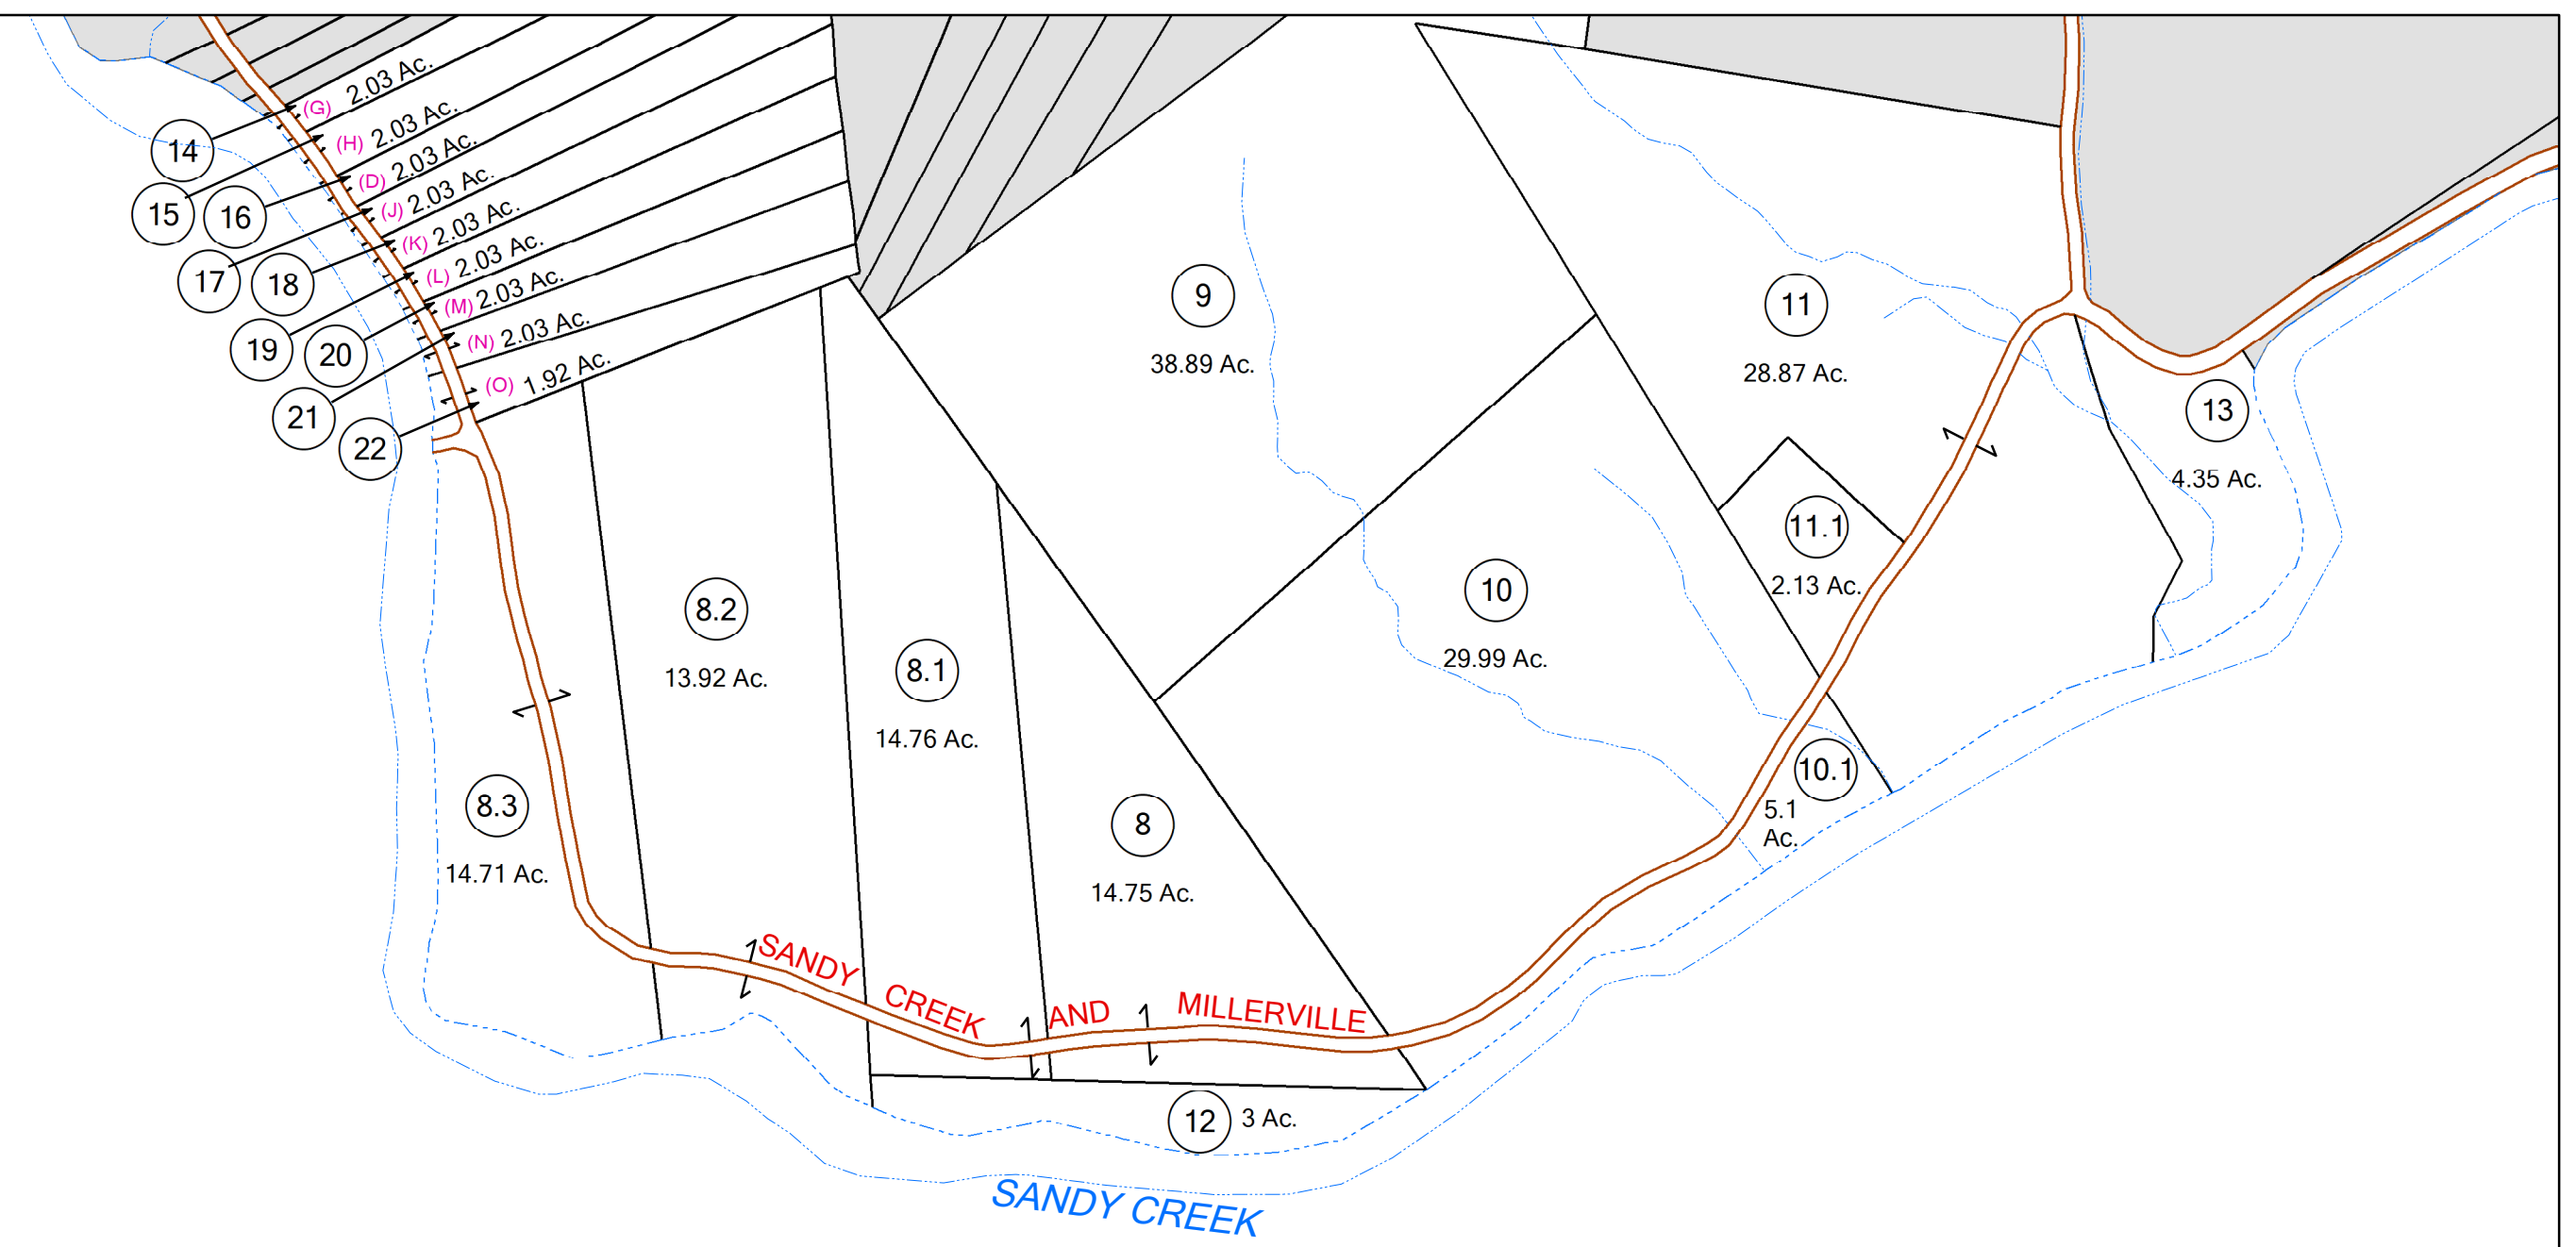 (G) 2.03 Ac.
14
(H) 2.03 Ac.
15
16
(D) 2.03 Ac.
(J) 2.03 Ac.
17
18
(K) 2.03 Ac.
(L) 2.03 Ac.
19
20
(M) 2.03 Ac.
(N) 2.03 Ac.
21
22
(O) 1.92 Ac.
9
38.89 Ac.
11
28.87 Ac.
13
4.35 Ac.
11.1
2.13 Ac.
10
29.99 Ac.
8.2
13.92 Ac.
8.1
14.76 Ac.
10.1
5.1
Ac.
8.3
14.71 Ac.
8
14.75 Ac.
SANDY CREEK AND MILLERVILLE
12 3 Ac.
SANDY CREEK